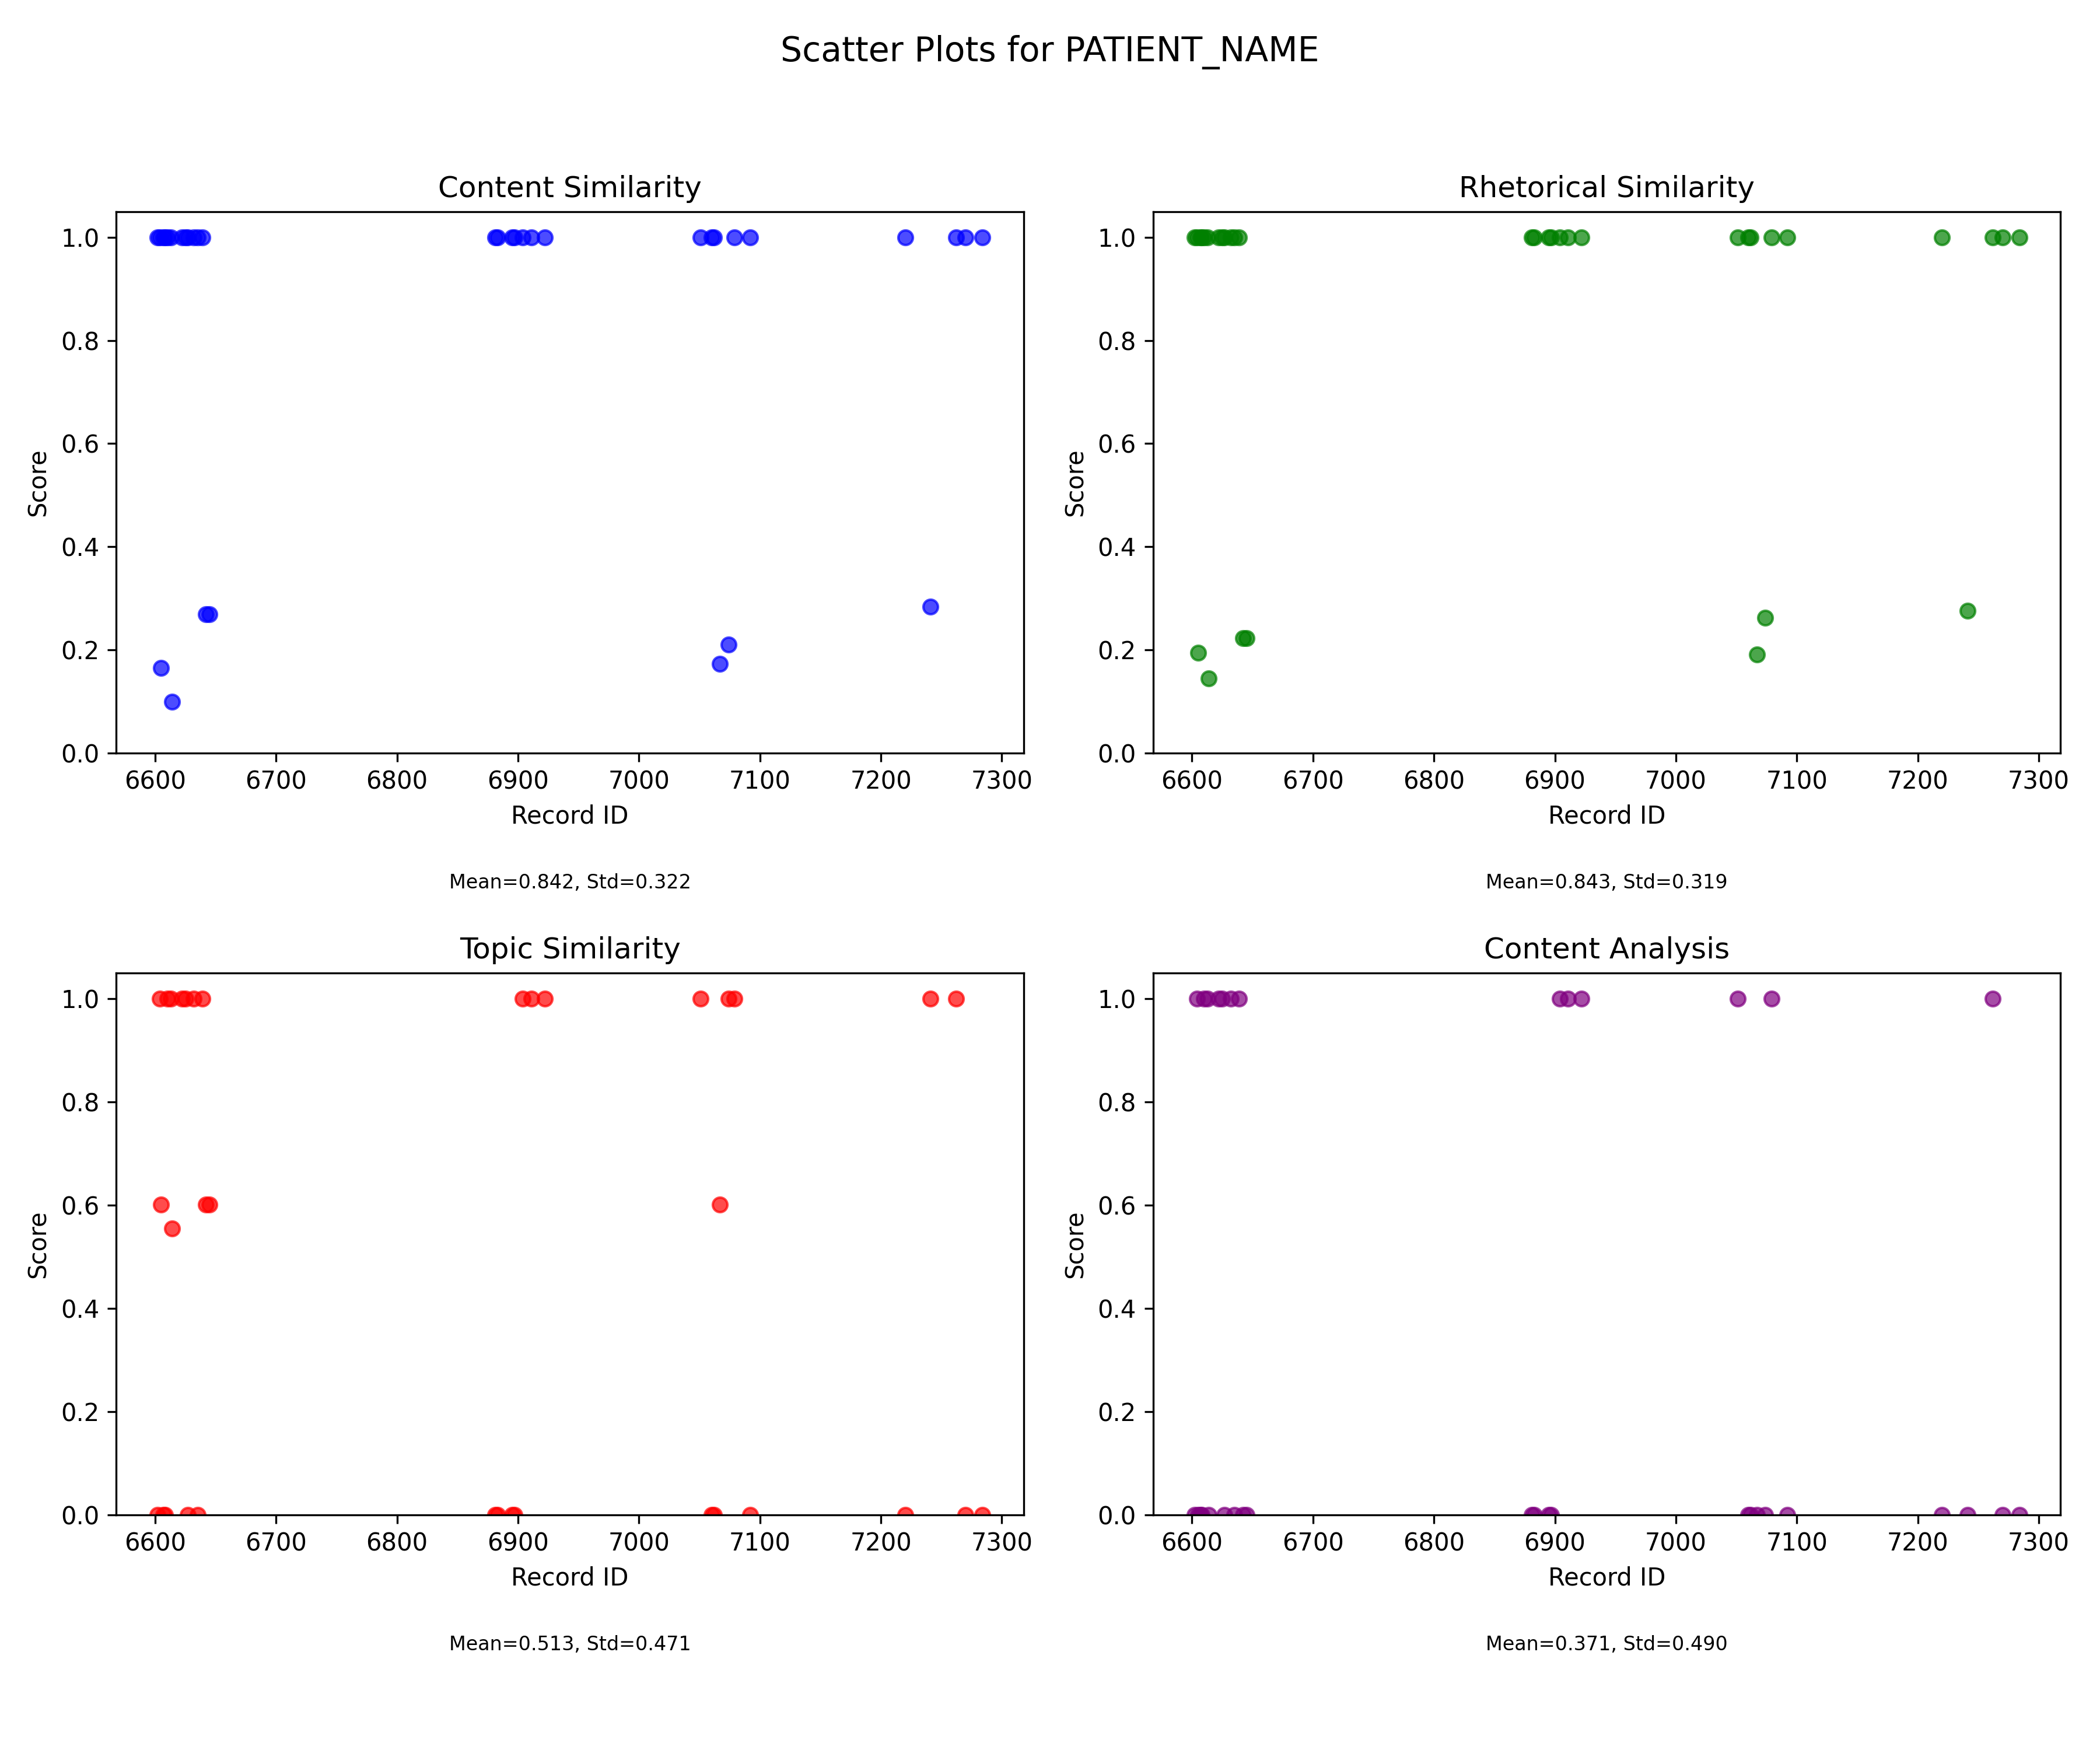 Scatter Plots for PATIENT_NAME
Content Similarity
Score
0.0
0.2
0.4
0.6
0.8
1.0
6600 6700 6800 6900 7000 7100 7200 7300
Record ID
Mean=0.842, Std=0.322
Rhetorical Similarity
Score
0.0
0.2
0.4
0.6
0.8
1.0
6600 6700 6800 6900 7000 7100 7200 7300
Record ID
Mean=0.843, Std=0.319
Topic Similarity
Score
0.0
0.2
0.4
0.6
0.8
1.0
6600 6700 6800 6900 7000 7100 7200 7300
Record ID
Mean=0.513, Std=0.471
Content Analysis
Score
0.0
0.2
0.4
0.6
0.8
1.0
6600 6700 6800 6900 7000 7100 7200 7300
Record ID
Mean=0.371, Std=0.490